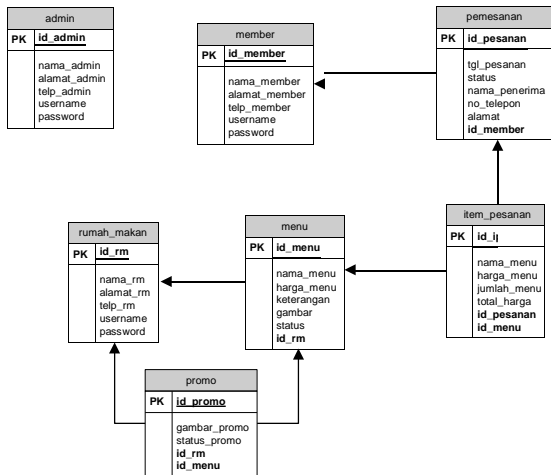 admin
PK id_admin
nama_admin
alamat_admin
telp_admin
username
password
member
PK id_member
nama_member
alamat_member
telp_member
username
password
pemesanan
PK id_pesanan
tgl_pesanan
status
nama_penerima
no_telepon
alamat
id_member
rumah_makan
PK id_rm
nama_rm
alamat_rm
telp_rm
username
password
menu
PK id_menu
nama_menu
harga_menu
keterangan
gambar
status
id_rm
item_pesanan
PK
nama_menu
harga_menu
jumlah_menu
total_harga
id_pesanan
id_menu
promo
PK id_promo
gambar_promo
status_promo
id_rm
id_menu